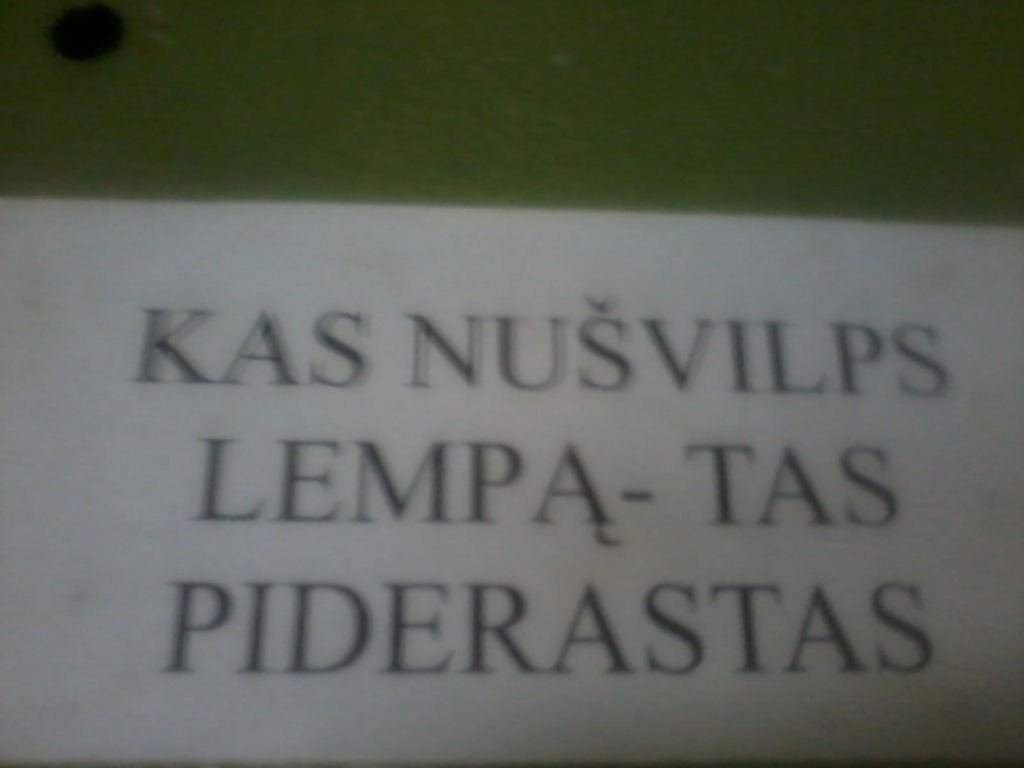 KAS NUŠVILPS
LEMPĄ- TAS
PIDERASTAS